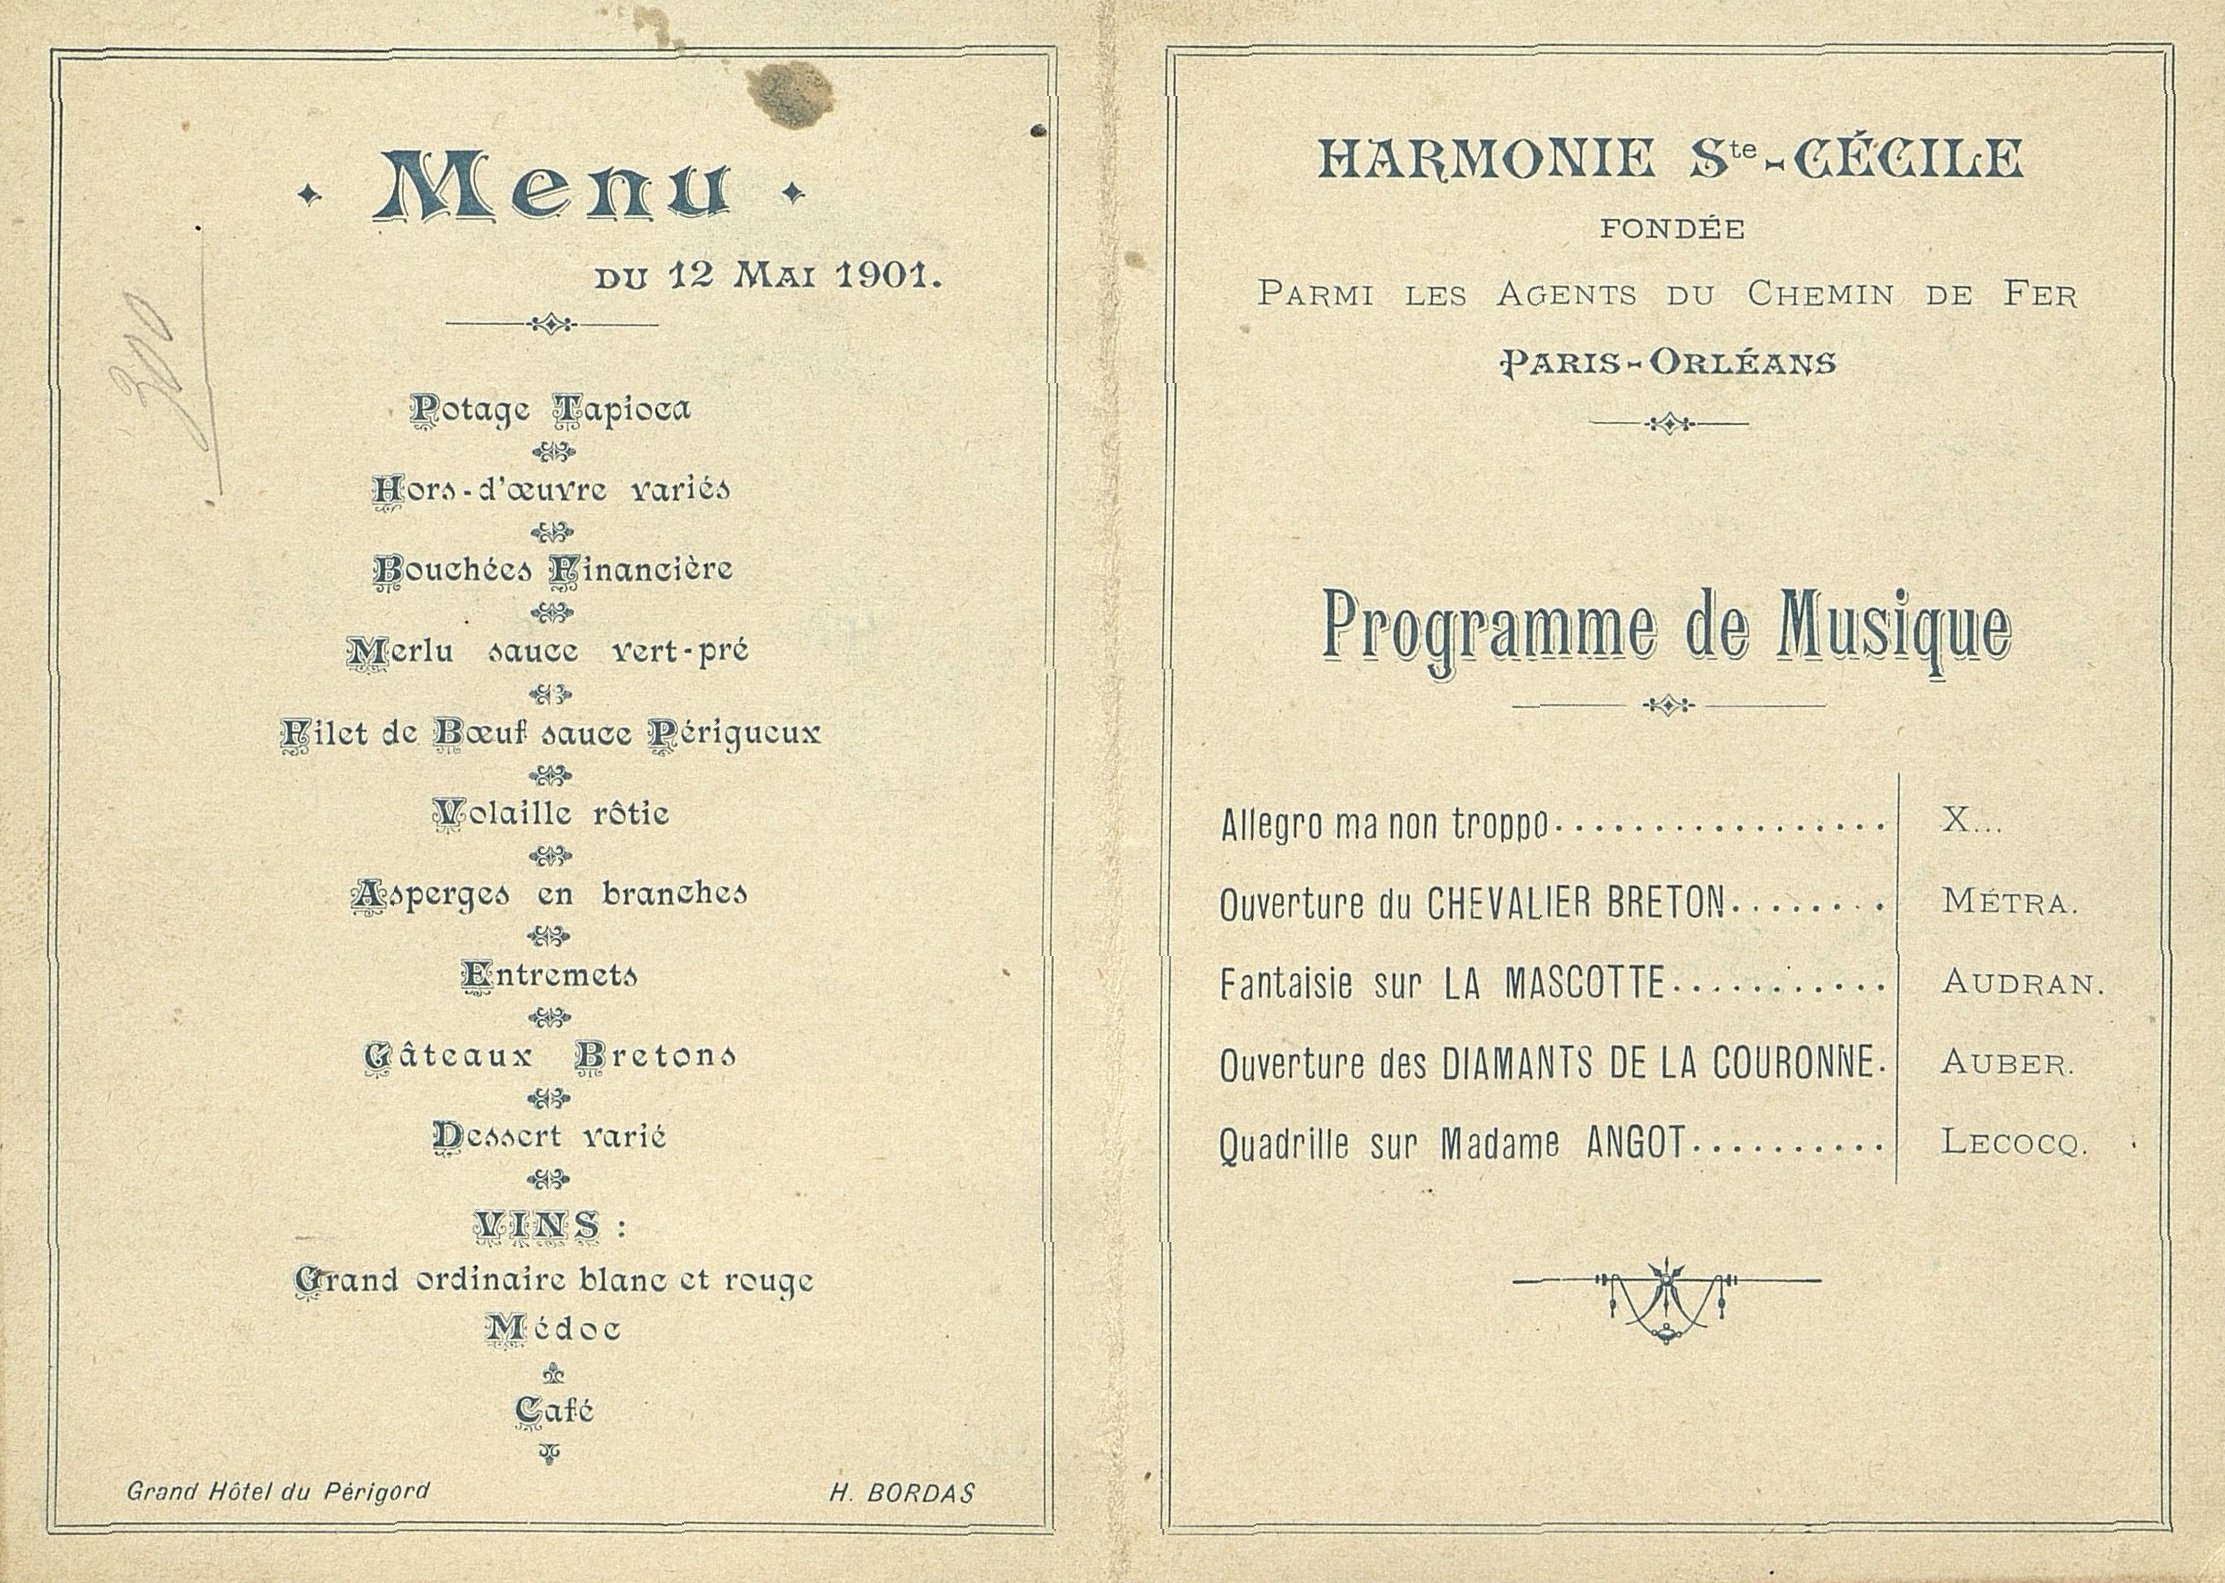 Menu
DU 12 MAI 1901.
300
Potage Tapioca
Hors-d'œuvre variés
Bouchées Financière
Merlu sauce vert-pré
Filet de Bœuf sauce Périgueux
Volaille rôtie
Asperges en branches
Entremets
Gâteaux Bretons
Dessert varié
VINS :
Grand ordinaire blanc et rouge
Médoc
Café
Grand Hôtel du Périgord H. BORDAS
HARMONIE Ste-CÉCILE
FONDÉE
PARMI LES AGENTS DU CHEMIN DE FER
PARIS-ORLÉANS
Programme de Musique
Allegro ma non troppo................. X...
Ouverture du CHEVALIER BRETON........ MÉTRA.
Fantaisie sur LA MASCOTTE........... AUDRAN.
Ouverture des DIAMANTS DE LA COURONNE. AUBER.
Quadrille sur Madame ANGOT.......... LECOCQ.